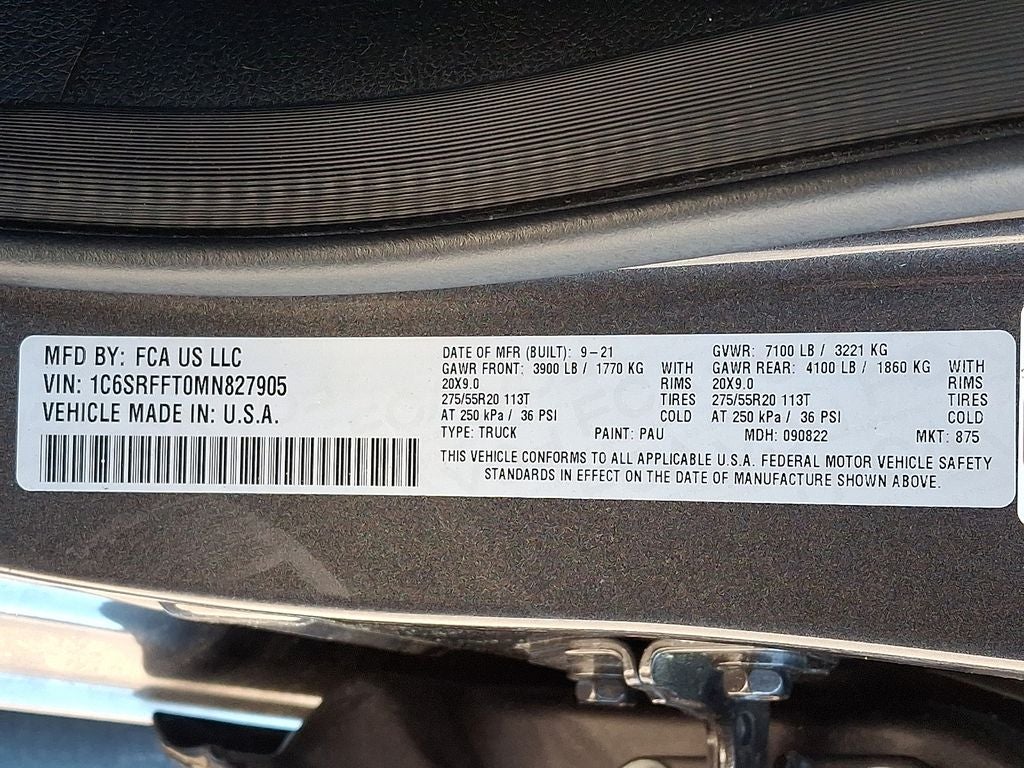 MFD BY: FCA US LLC
VIN: 1C6SRFFT0MN827905
VEHICLE MADE IN: U.S.A.
DATE OF MFR (BUILT): 9-21 GVWR: 7100 LB / 3221 KG
GAWR FRONT: 3900 LB / 1770 KG WITH GAWR REAR: 4100 LB / 1860 KG WITH
20X9.0 RIMS 20X9.0 RIMS
275/55R20 113T TIRES 275/55R20 113T TIRES
AT 250 kPa / 36 PSI COLD AT 250 kPa / 36 PSI COLD
TYPE: TRUCK PAINT: PAU MDH: 090822 MKT: 875
THIS VEHICLE CONFORMS TO ALL APPLICABLE U.S.A. FEDERAL MOTOR VEHICLE SAFETY
STANDARDS IN EFFECT ON THE DATE OF MANUFACTURE SHOWN ABOVE.